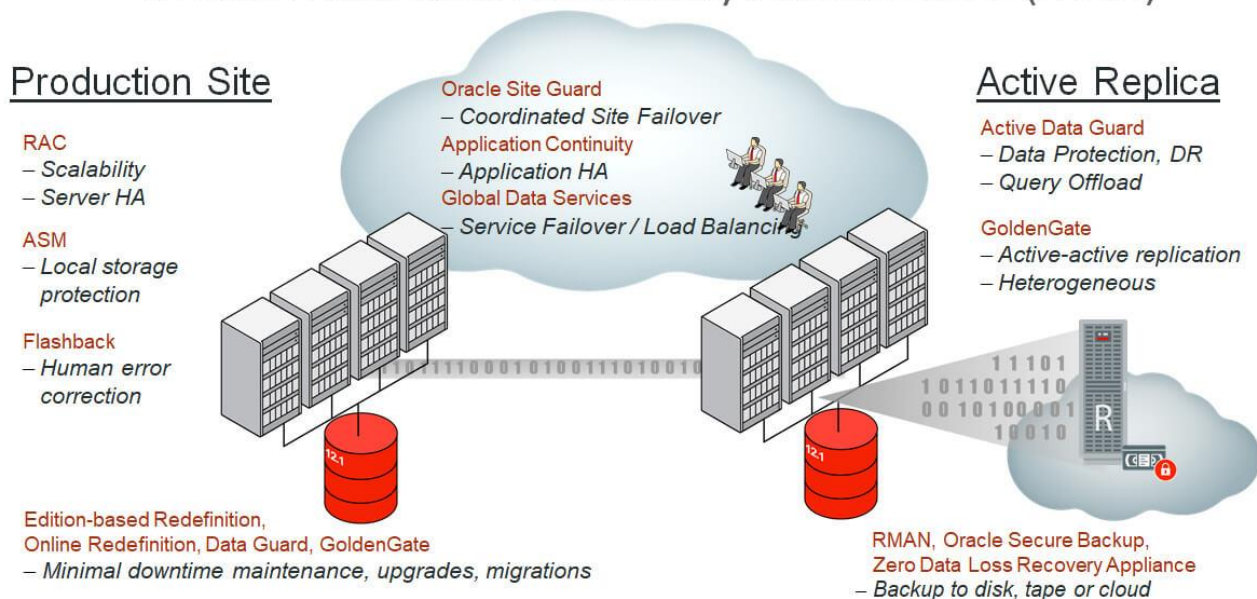 Production Site
RAC
– Scalability
– Server HA
ASM
– Local storage
protection
Flashback
– Human error
correction
Oracle Site Guard
– Coordinated Site Failover
Application Continuity
– Application HA
Global Data Services
– Service Failover / Load Balancing
Active Replica
Active Data Guard
– Data Protection, DR
– Query Offload
GoldenGate
– Active-active replication
– Heterogeneous
11101
1011011110
0010100001
10010
R
12.1
12.1
Edition-based Redefinition,
Online Redefinition, Data Guard, GoldenGate
– Minimal downtime maintenance, upgrades, migrations
RMAN, Oracle Secure Backup,
Zero Data Loss Recovery Appliance
– Backup to disk, tape or cloud